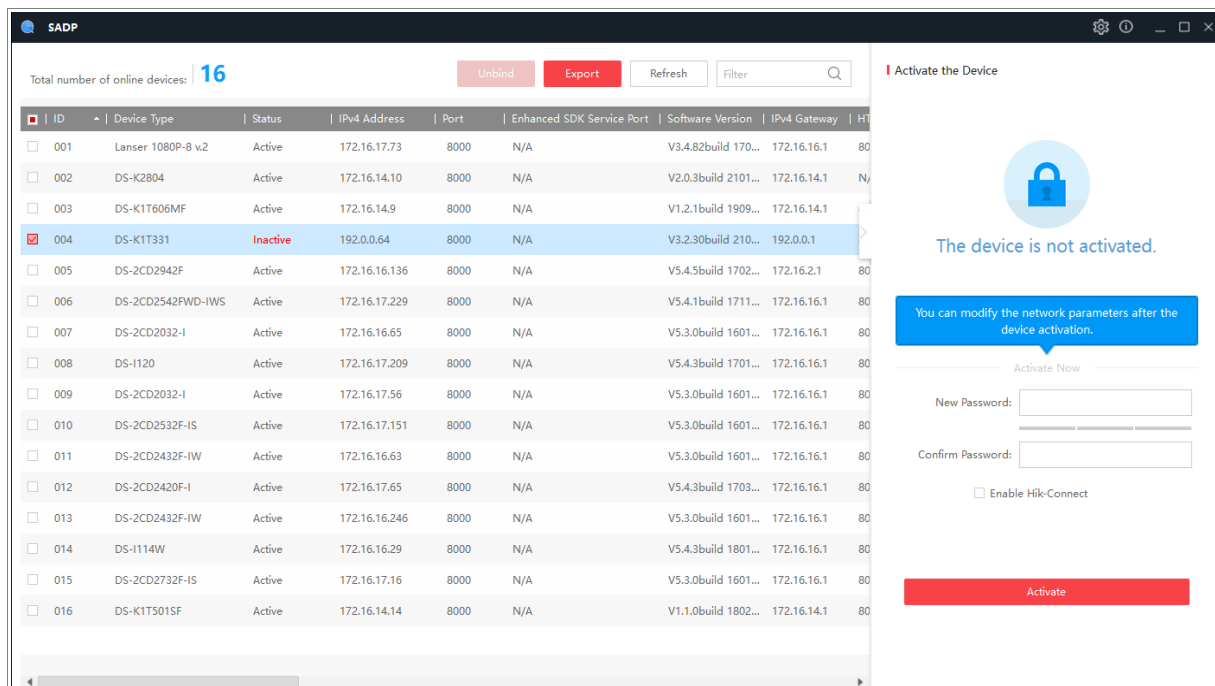 SADP
Total number of online devices: 16
Unbind Export Refresh Filter
ID Device Type Status IPv4 Address Port Enhanced SDK Service Port Software Version IPv4 Gateway HT
001 Lanser 1080P-8 v.2 Active 172.16.17.73 8000 N/A V3.4.82build 170... 172.16.16.1 80
002 DS-K2804 Active 172.16.14.10 8000 N/A V2.0.3build 2101... 172.16.14.1 N/
003 DS-K1T606MF Active 172.16.14.9 8000 N/A V1.2.1build 1909... 172.16.14.1
004 DS-K1T331 Inactive 192.0.0.64 8000 N/A V3.2.30build 210... 192.0.0.1
005 DS-2CD2942F Active 172.16.16.136 8000 N/A V5.4.5build 1702... 172.16.2.1 80
006 DS-2CD2542FWD-IWS Active 172.16.17.229 8000 N/A V5.4.1build 1711... 172.16.16.1 80
007 DS-2CD2032-I Active 172.16.16.65 8000 N/A V5.3.0build 1601... 172.16.16.1 80
008 DS-I120 Active 172.16.17.209 8000 N/A V5.4.3build 1701... 172.16.16.1 80
009 DS-2CD2032-I Active 172.16.17.56 8000 N/A V5.3.0build 1601... 172.16.16.1 80
010 DS-2CD2532F-IS Active 172.16.17.151 8000 N/A V5.3.0build 1601... 172.16.16.1 80
011 DS-2CD2432F-IW Active 172.16.16.63 8000 N/A V5.3.0build 1601... 172.16.16.1 80
012 DS-2CD2420F-I Active 172.16.17.65 8000 N/A V5.4.3build 1703... 172.16.16.1 80
013 DS-2CD2432F-IW Active 172.16.16.246 8000 N/A V5.3.0build 1601... 172.16.16.1 80
014 DS-I114W Active 172.16.16.29 8000 N/A V5.4.3build 1801... 172.16.16.1 80
015 DS-2CD2732F-IS Active 172.16.17.16 8000 N/A V5.3.0build 1601... 172.16.16.1 80
016 DS-K1T501SF Active 172.16.14.14 8000 N/A V1.1.0build 1802... 172.16.14.1 80
Activate the Device
The device is not activated.
You can modify the network parameters after the
device activation.
Activate Now
New Password:
Confirm Password:
Enable Hik-Connect
Activate